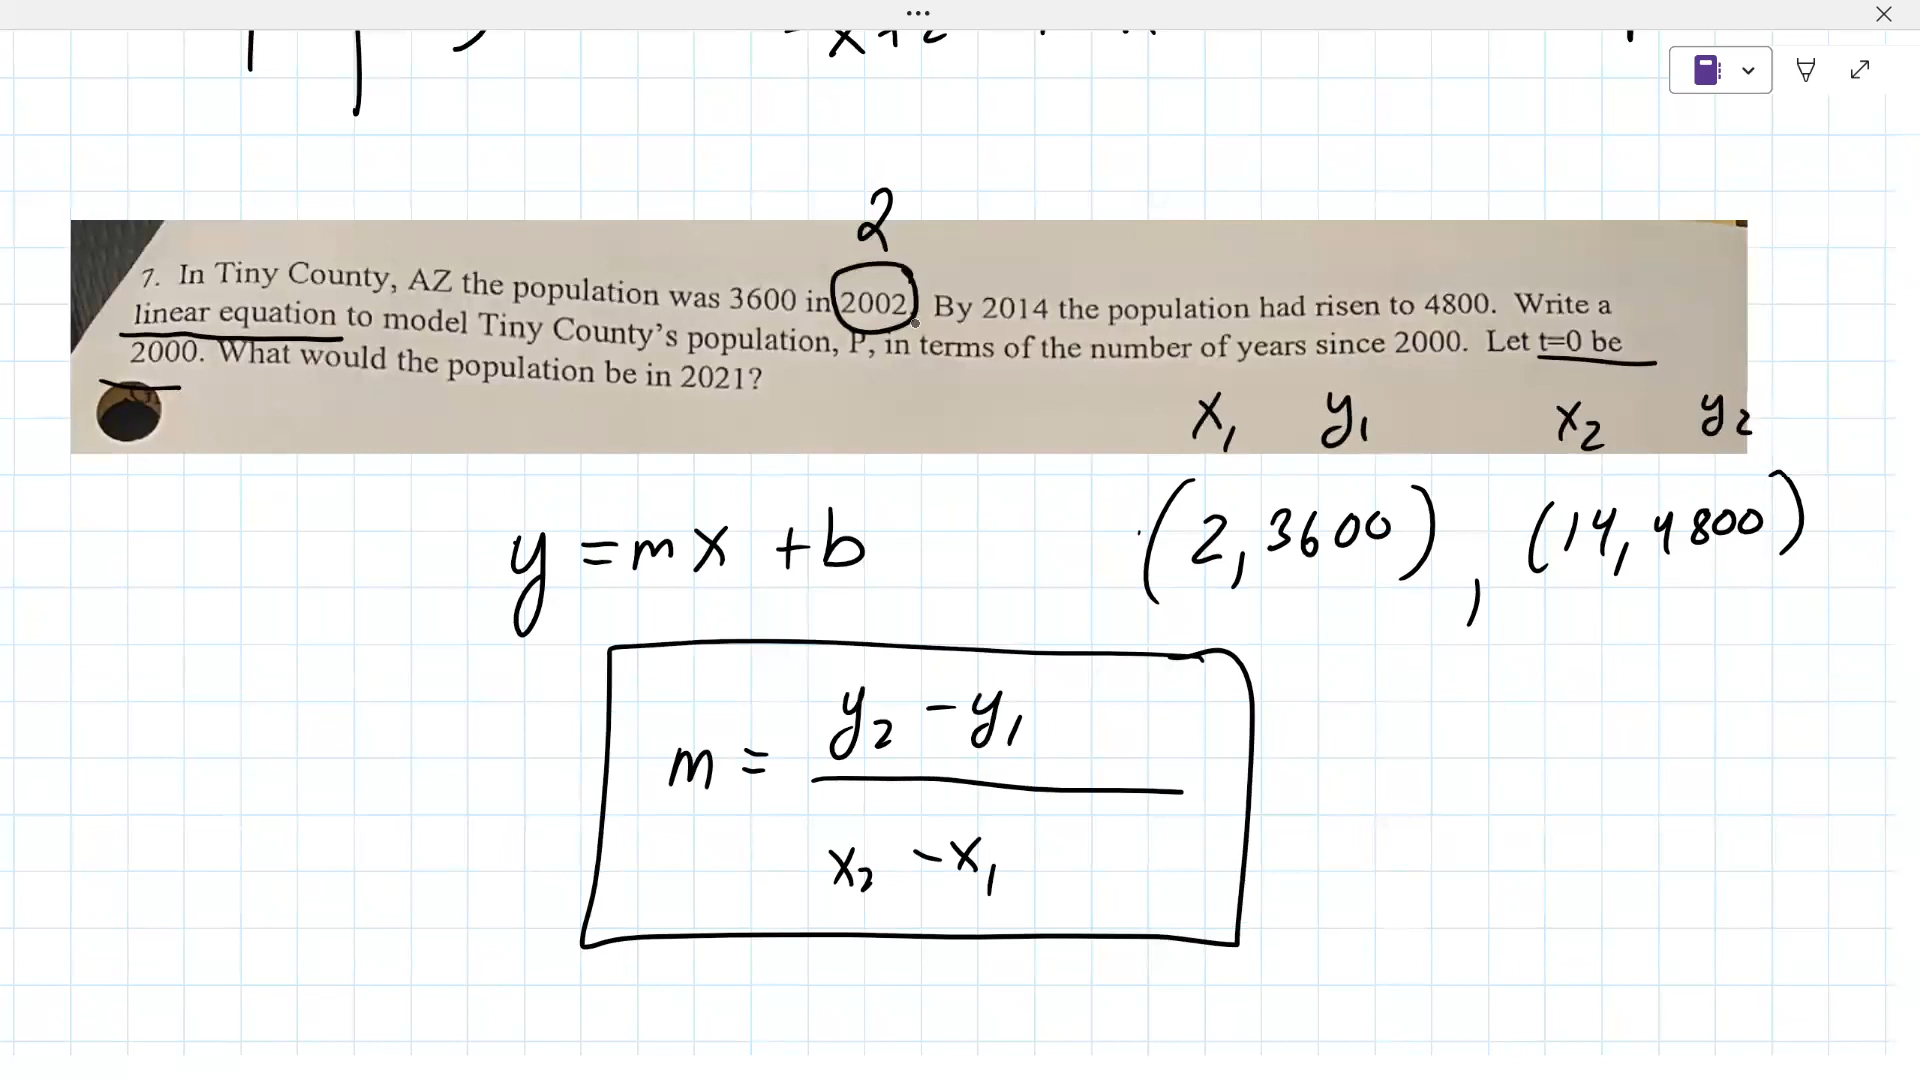 x+2
2
7. In Tiny County, AZ the population was 3600 in 2002. By 2014 the population had risen to 4800. Write a
linear equation to model Tiny County's population, P, in terms of the number of years since 2000. Let t=0 be
2000. What would the population be in 2021?
x₁ y₁ x₂ y₂
y = mx + b (2, 3600), (14, 4800)
m = y₂ - y₁
x₂ - x₁